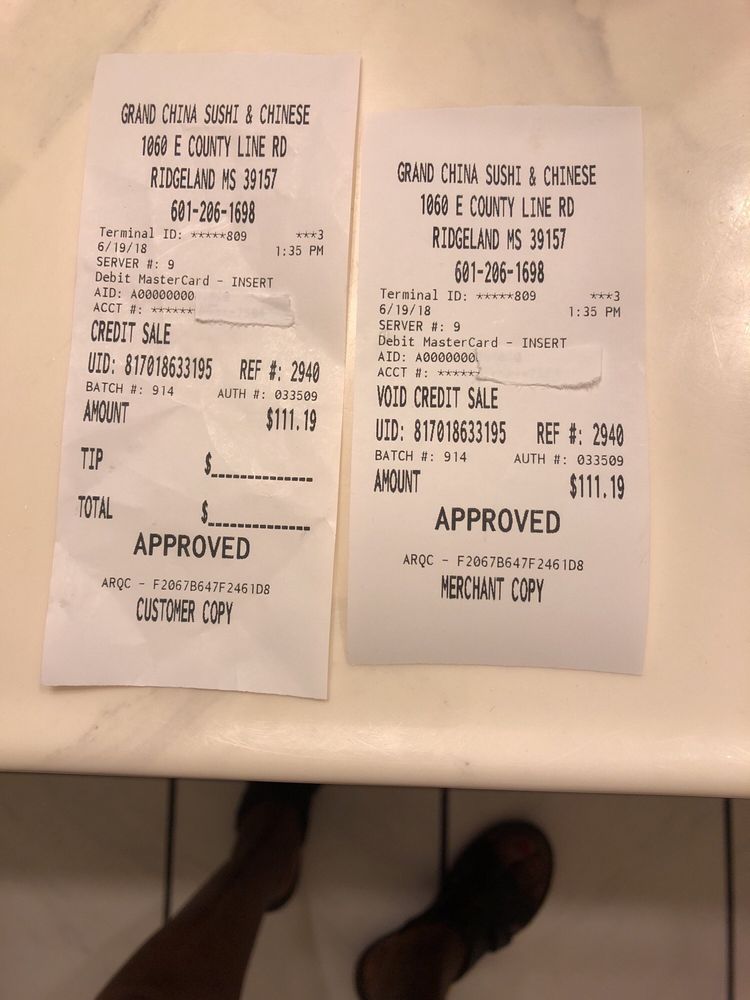 GRAND CHINA SUSHI & CHINESE
1060 E COUNTY LINE RD
RIDGELAND MS 39157
601-206-1698
Terminal ID: *****809 ***3
6/19/18 1:35 PM
SERVER #: 9
Debit MasterCard - INSERT
AID: A00000000
ACCT #: ******
CREDIT SALE
UID: 817018633195 REF #: 2940
BATCH #: 914 AUTH #: 033509
AMOUNT $111.19
TIP $______________
TOTAL $______________
APPROVED
ARQC - F2067B647F2461D8
CUSTOMER COPY
GRAND CHINA SUSHI & CHINESE
1060 E COUNTY LINE RD
RIDGELAND MS 39157
601-206-1698
Terminal ID: *****809 ***3
6/19/18 1:35 PM
SERVER #: 9
Debit MasterCard - INSERT
AID: A0000000
ACCT #: ******
VOID CREDIT SALE
UID: 817018633195 REF #: 2940
BATCH #: 914 AUTH #: 033509
AMOUNT $111.19
APPROVED
ARQC - F2067B647F2461D8
MERCHANT COPY